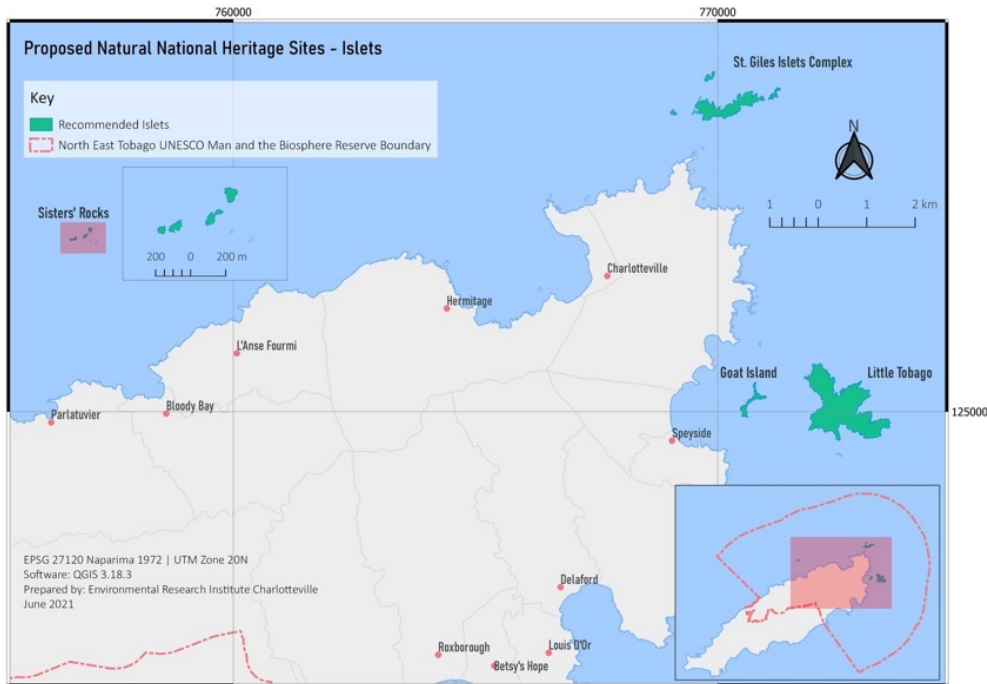 760000
770000
Proposed Natural National Heritage Sites - Islets
St. Giles Islets Complex
Key
Recommended Islets
North East Tobago UNESCO Man and the Biosphere Reserve Boundary
N
Sisters' Rocks
1 0 1 2 km
200 0 200 m
Charlotteville
Hermitage
L'Anse Fourmi
Goat Island
Little Tobago
Bloody Bay
Parlatuvier
125000
Speyside
EPSG 27120 Naparima 1972 | UTM Zone 20N
Software: QGIS 3.18.3
Prepared by: Environmental Research Institute Charlotteville
June 2021
Delaford
Roxborough
Louis D'Or
Betsy's Hope